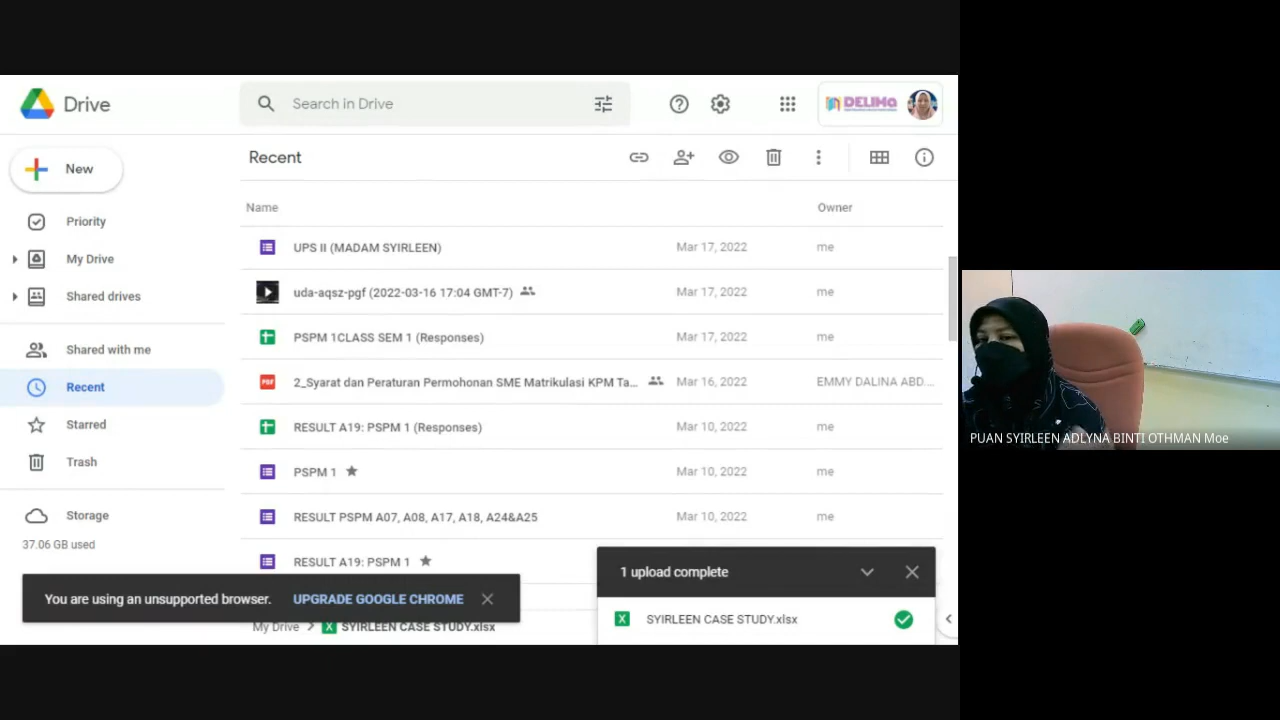 Drive
Search in Drive
DELIMa
New
Recent
Priority
My Drive
Shared drives
Shared with me
Recent
Starred
Trash
Storage
37.06 GB used
Name Owner
UPS II (MADAM SYIRLEEN) Mar 17, 2022 me
uda-aqsz-pgf (2022-03-16 17:04 GMT-7) Mar 17, 2022 me
PSPM 1CLASS SEM 1 (Responses) Mar 17, 2022 me
PDF 2_Syarat dan Peraturan Permohonan SME Matrikulasi KPM Ta... Mar 16, 2022 EMMY DALINA ABD...
RESULT A19: PSPM 1 (Responses) Mar 10, 2022 me
PSPM 1 Mar 10, 2022 me
RESULT PSPM A07, A08, A17, A18, A24&A25 Mar 10, 2022 me
RESULT A19: PSPM 1
You are using an unsupported browser. UPGRADE GOOGLE CHROME
My Drive > X SYIRLEEN CASE STUDY.xlsx
1 upload complete
X SYIRLEEN CASE STUDY.xlsx
PUAN SYIRLEEN ADLYNA BINTI OTHMAN Moe